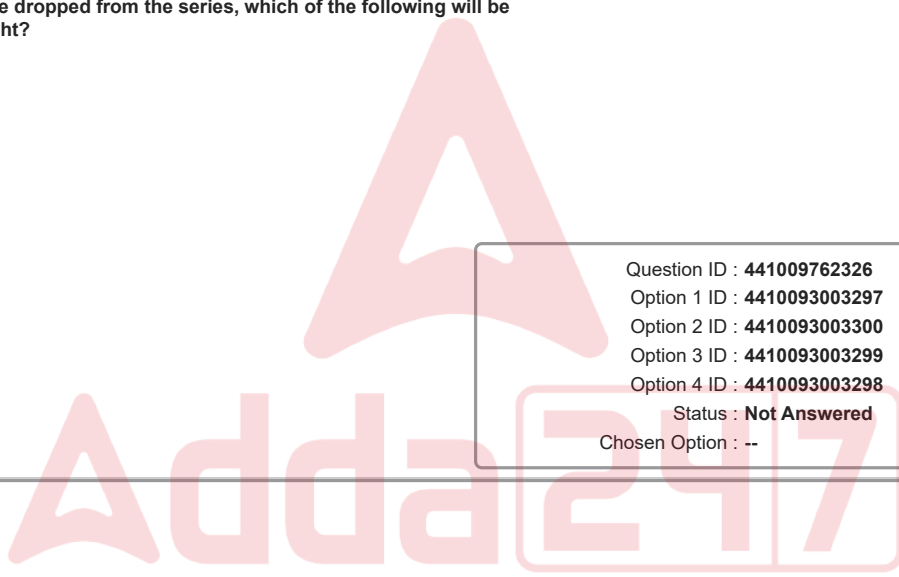 e dropped from the series, which of the following will be
ht?
Question ID : 441009762326
Option 1 ID : 4410093003297
Option 2 ID : 4410093003300
Option 3 ID : 4410093003299
Option 4 ID : 4410093003298
Status : Not Answered
Chosen Option : --
Adda247